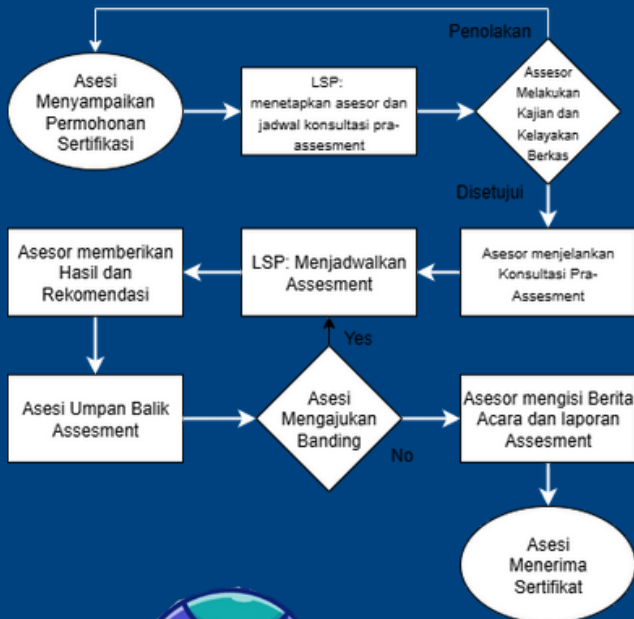 Penolakan
Asesi
Menyampaikan
Permohonan
Sertifikasi
LSP:
menetapkan asesor dan
jadwal konsultasi pra-
assesment
Assesor
Melakukan
Kajian dan
Kelayakan
Berkas
Disetujui
Asesor memberikan
Hasil dan
Rekomendasi
LSP: Menjadwalkan
Assesment
Asesor menjelankan
Konsultasi Pra-
Assesment
Yes
Asesi Umpan Balik
Assesment
Asesi
Mengajukan
Banding
No
Asesor mengisi Berita
Acara dan laporan
Assesment
Asesi
Menerima
Sertifikat